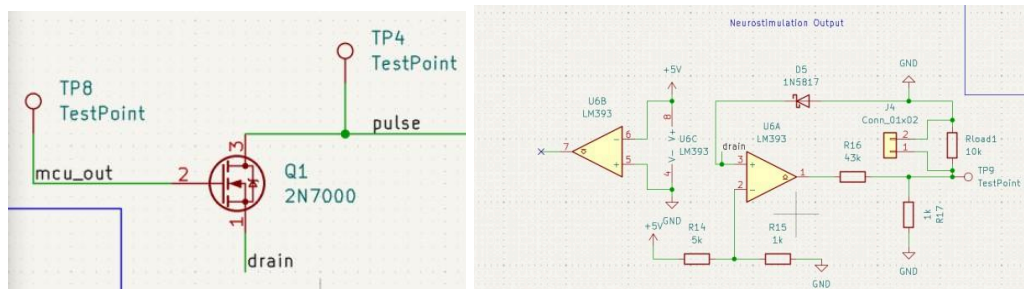 TP8
TestPoint
TP4
TestPoint
pulse
mcu_out
2
3
Q1
2N7000
1
drain
Neurostimulation Output
+5V
D5
1N5817
GND
U6B
LM393
J4
Conn_01x02
U6A
LM393
7
6
5
8
V+
U6C
LM393
V-
4
drain
3
2
1
R16
43k
2
1
Rload1
10k
TP9
TestPoint
GND
+5V
R14
5k
R15
1k
1k
R17
GND
GND